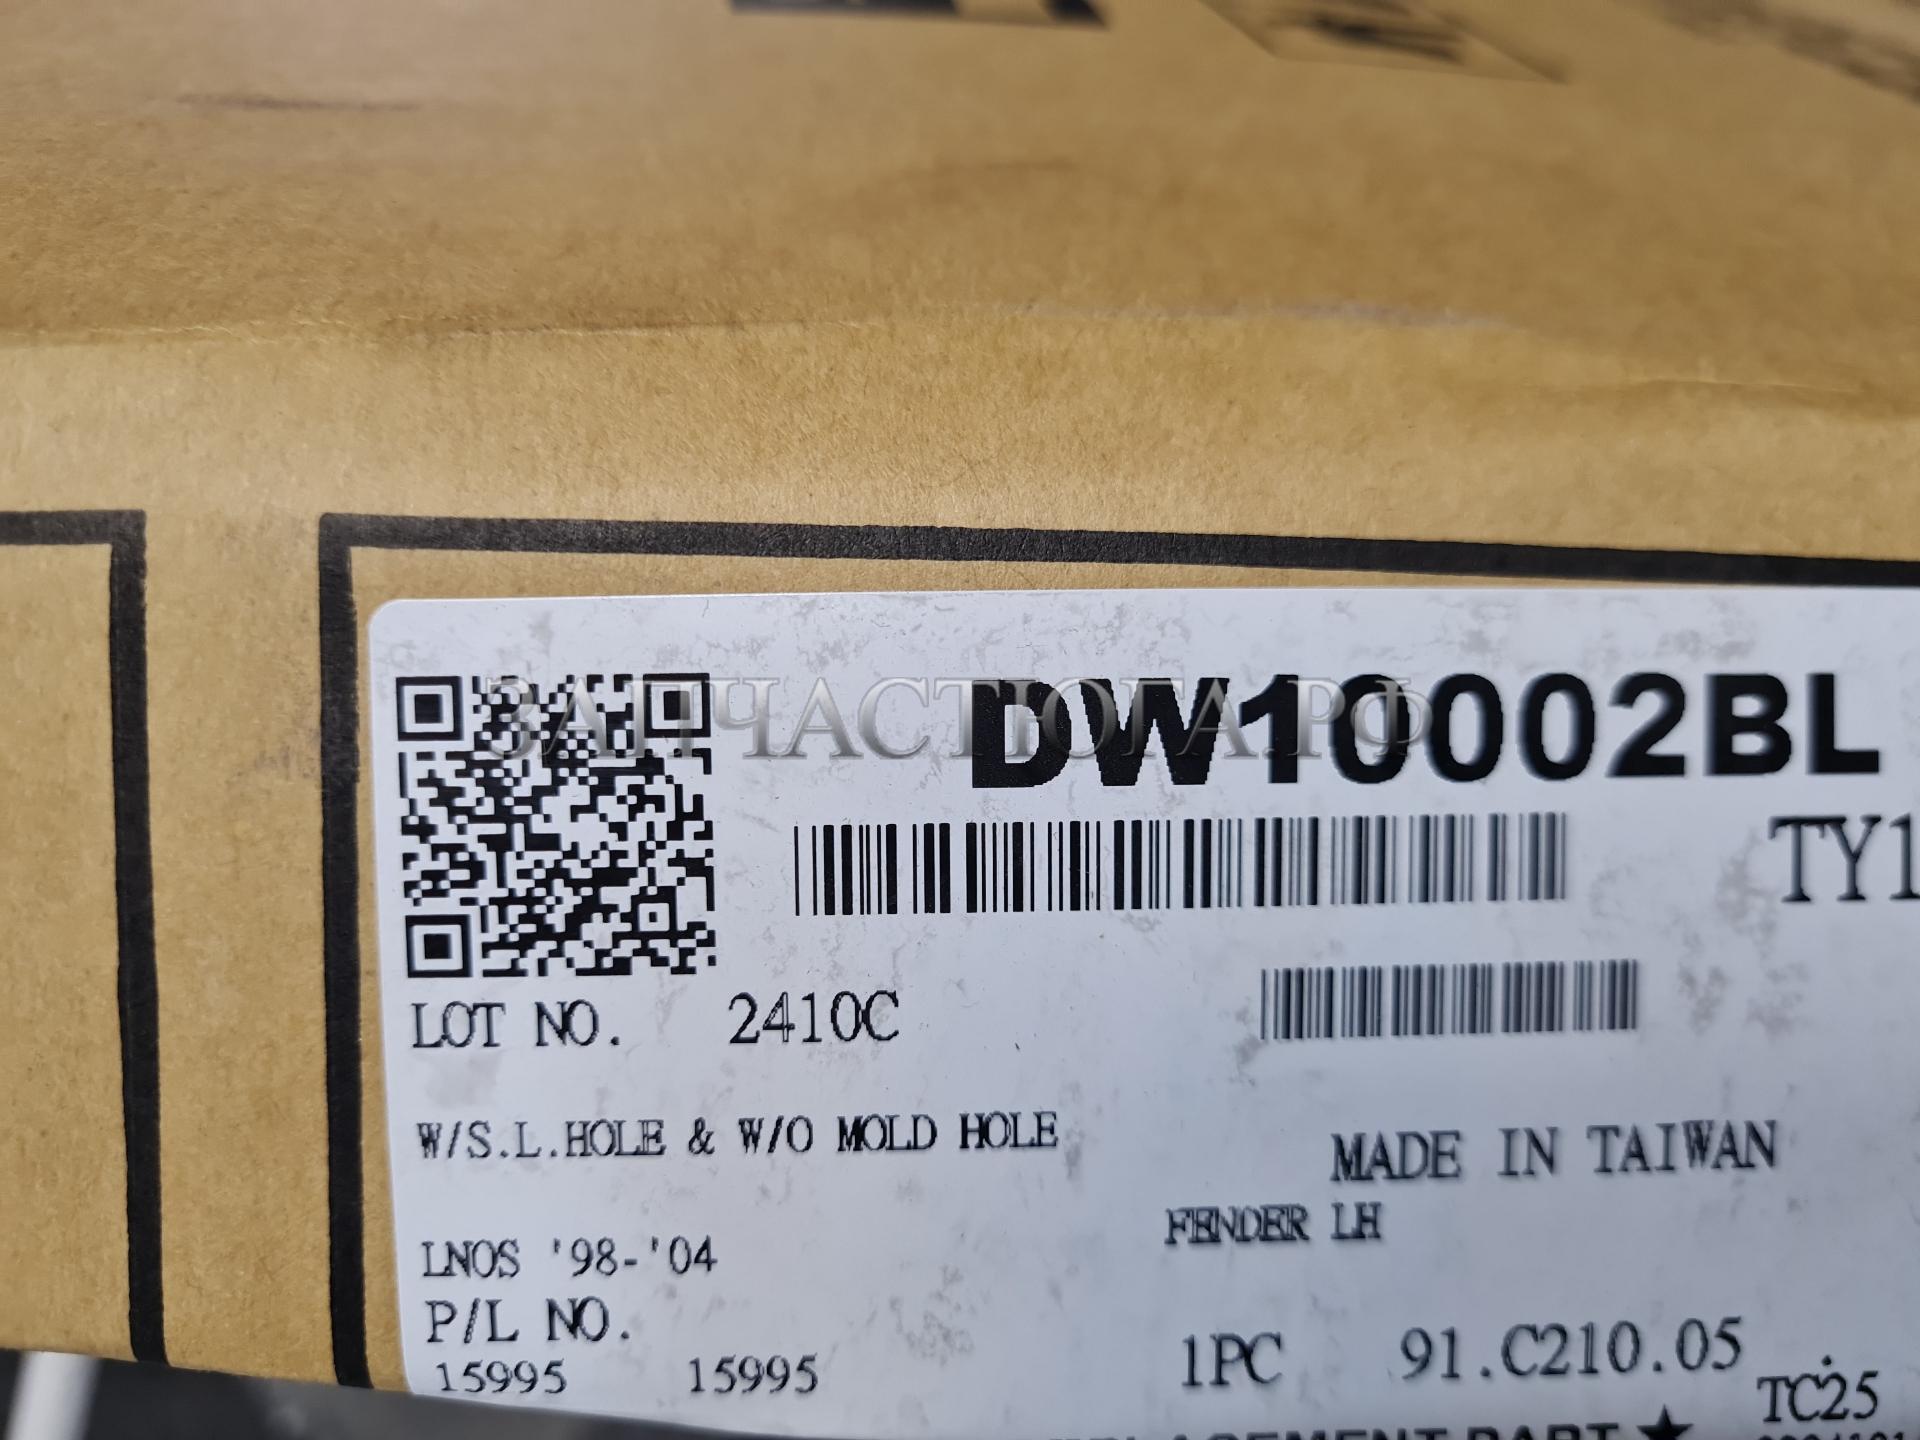 ЗАПЧАСТЮГА.РФ
DW10002BL
TY1
LOT NO. 2410C
W/S.L.HOLE & W/O MOLD HOLE
MADE IN TAIWAN
FENDER LH
LNOS '98-'04
P/L NO.
1PC 91.C210.05
15995 15995
TC25
PART ★